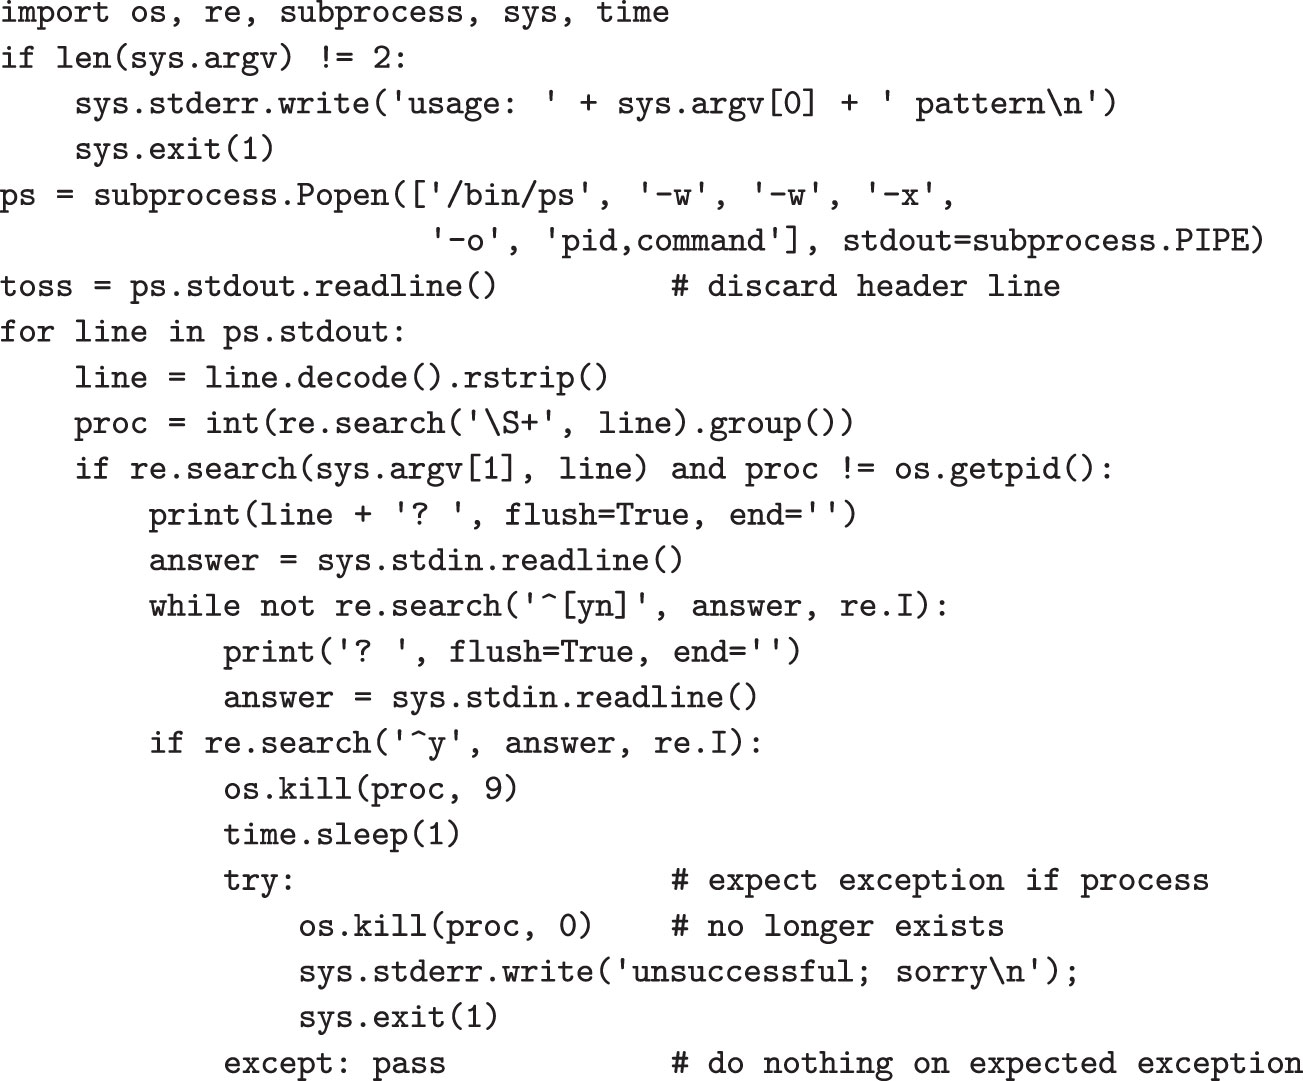 import os, re, subprocess, sys, time
if len(sys.argv) != 2:
    sys.stderr.write('usage: ' + sys.argv[0] + ' pattern\n')
    sys.exit(1)
ps = subprocess.Popen(['/bin/ps', '-w', '-w', '-x',
                       '-o', 'pid,command'], stdout=subprocess.PIPE)
toss = ps.stdout.readline()         # discard header line
for line in ps.stdout:
    line = line.decode().rstrip()
    proc = int(re.search('\S+', line).group())
    if re.search(sys.argv[1], line) and proc != os.getpid():
        print(line + '? ', flush=True, end='')
        answer = sys.stdin.readline()
        while not re.search('^[yn]', answer, re.I):
            print('? ', flush=True, end='')
            answer = sys.stdin.readline()
        if re.search('^y', answer, re.I):
            os.kill(proc, 9)
            time.sleep(1)
            try:                    # expect exception if process
                os.kill(proc, 0)    # no longer exists
                sys.stderr.write('unsuccessful; sorry\n');
                sys.exit(1)
            except: pass            # do nothing on expected exception